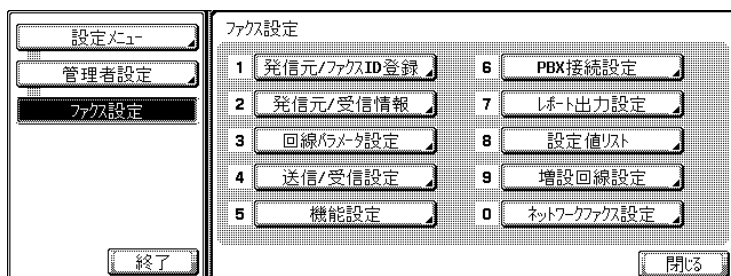 設定メニュー
管理者設定
ファクス設定
終了
ファクス設定
1 発信元/ファクスID登録
2 発信元/受信情報
3 回線パラメータ設定
4 送信/受信設定
5 機能設定
6 PBX接続設定
7 レポート出力設定
8 設定値リスト
9 増設回線設定
0 ネットワークファクス設定
閉じる